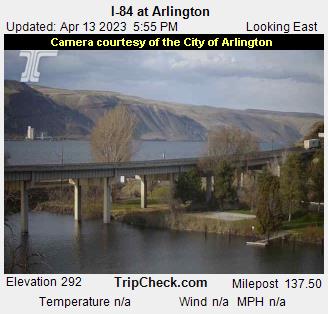 I-84 at Arlington
Updated: Apr 13 2023 5:55 PM Looking East
Camera courtesy of the City of Arlington
Elevation 292 TripCheck.com Milepost 137.50
Temperature n/a Wind n/a MPH n/a